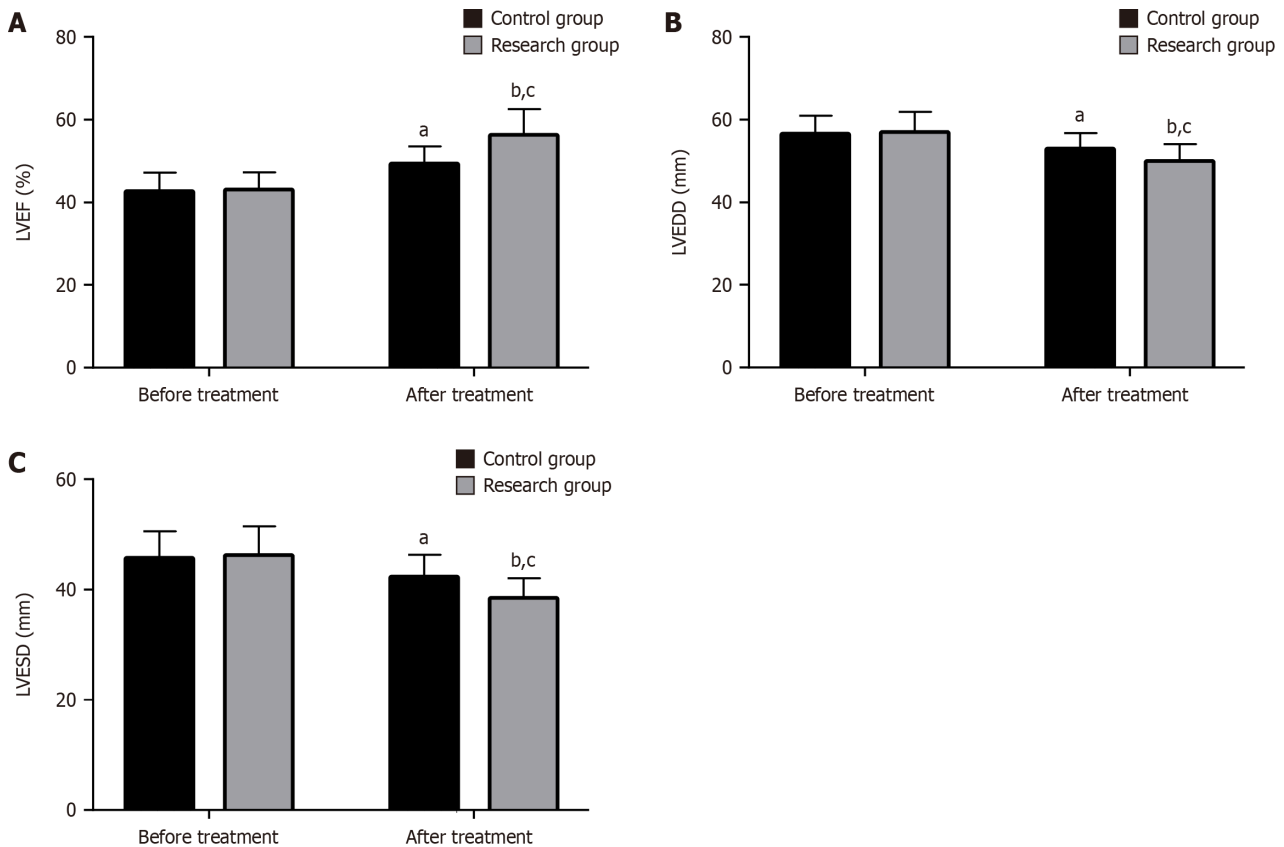 A
Control group
Research group
80
60
40
20
0
LVEF (%)
a
b,c
Before treatment
After treatment
B
Control group
Research group
80
60
40
20
0
LVEDD (mm)
a
b,c
Before treatment
After treatment
C
Control group
Research group
60
40
20
0
LVESD (mm)
a
b,c
Before treatment
After treatment